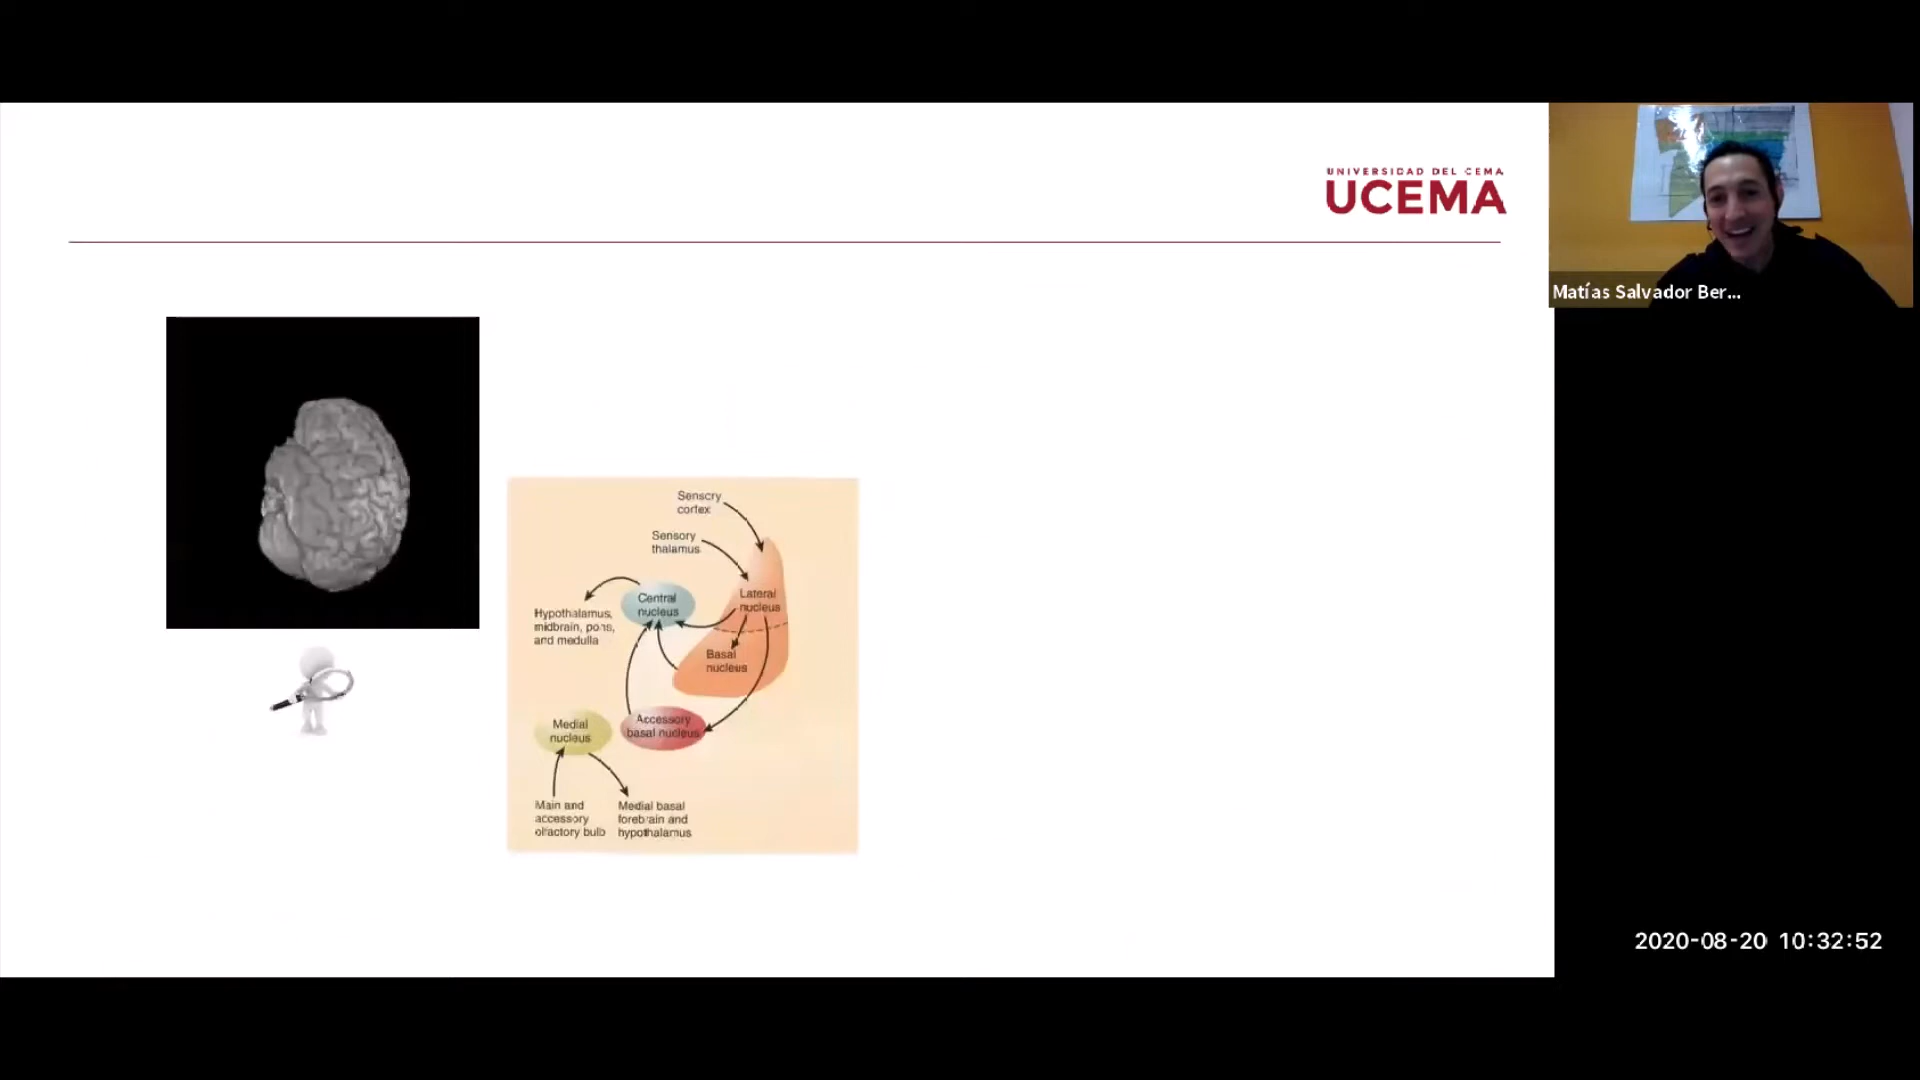 UNIVERSIDAD DEL CEMA
UCEMA
Matías Salvador Ber...
Sensory
cortex
Sensory
thalamus
Central
nucleus
Lateral
nucleus
Hypothalamus,
midbrain, pons,
and medulla
Basal
nucleus
Medial
nucleus
Accessory
basal nucleus
Main and
accessory
olfactory bulb
Medial basal
forebrain and
hypothalamus
2020-08-20 10:32:52